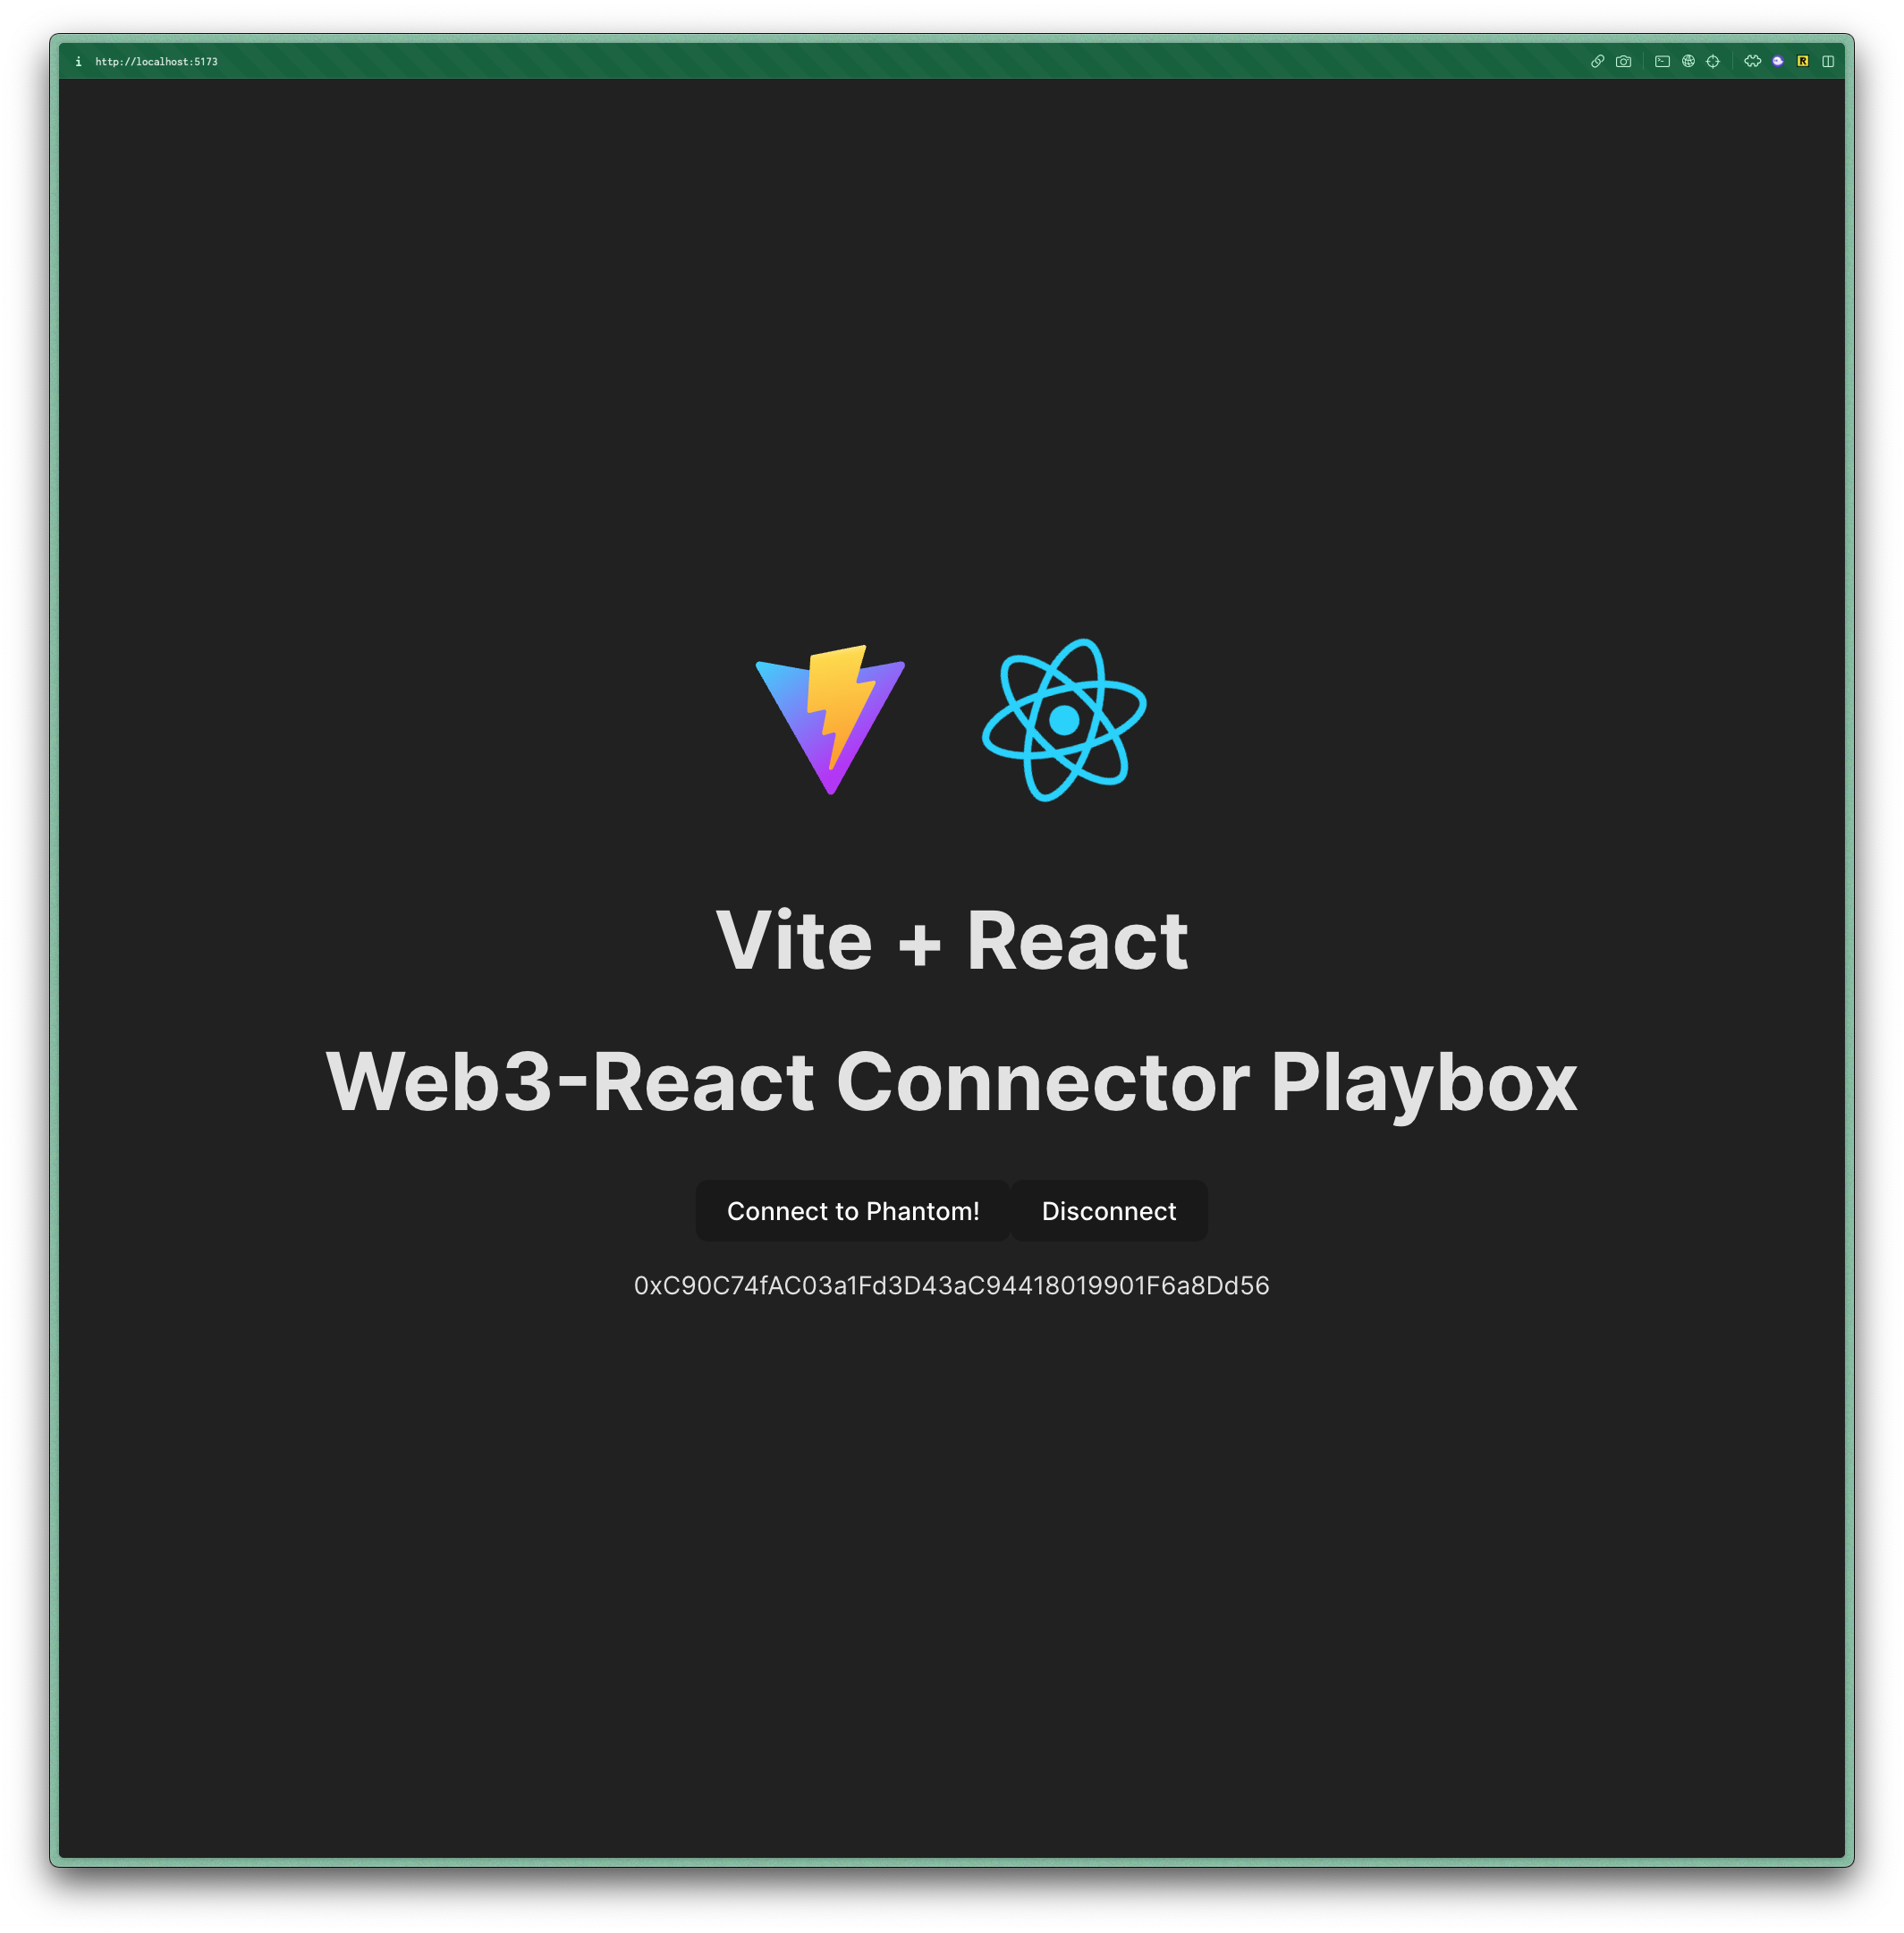 i http://localhost:5173
R
Vite + React
Web3-React Connector Playbox
Connect to Phantom! Disconnect
0xC90C74fAC03a1Fd3D43aC94418019901F6a8Dd56